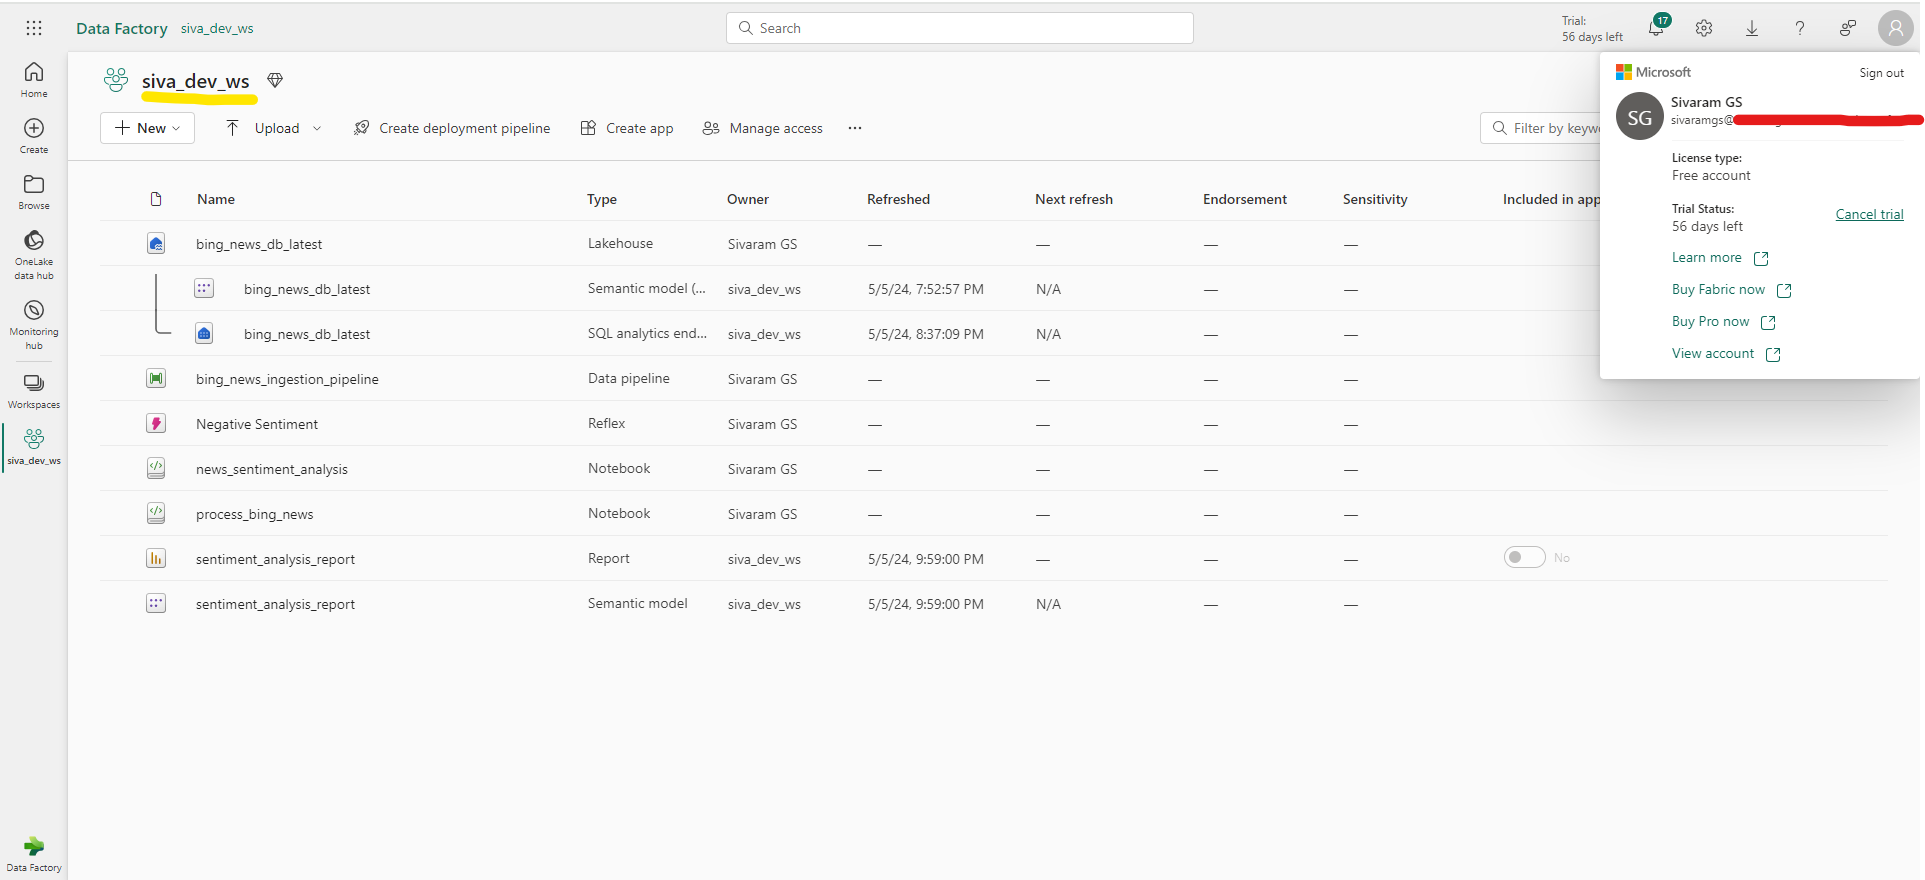 Data Factory siva_dev_ws
Search
Trial:
56 days left
17
Home
Create
Browse
OneLake
data hub
Monitoring
hub
Workspaces
siva_dev_ws
Data Factory
siva_dev_ws
New
Upload
Create deployment pipeline
Create app
Manage access
Filter by keyw
Name Type Owner Refreshed Next refresh Endorsement Sensitivity Included in app
bing_news_db_latest Lakehouse Sivaram GS — — — —
bing_news_db_latest Semantic model (... siva_dev_ws 5/5/24, 7:52:57 PM N/A — —
bing_news_db_latest SQL analytics end... siva_dev_ws 5/5/24, 8:37:09 PM N/A — —
bing_news_ingestion_pipeline Data pipeline Sivaram GS — — — —
Negative Sentiment Reflex Sivaram GS — — — —
news_sentiment_analysis Notebook Sivaram GS — — — —
process_bing_news Notebook Sivaram GS — — — —
sentiment_analysis_report Report siva_dev_ws 5/5/24, 9:59:00 PM — — — No
sentiment_analysis_report Semantic model siva_dev_ws 5/5/24, 9:59:00 PM N/A — —
Microsoft
Sign out
SG
Sivaram GS
sivaramgs@
License type:
Free account
Trial Status:
56 days left
Cancel trial
Learn more
Buy Fabric now
Buy Pro now
View account